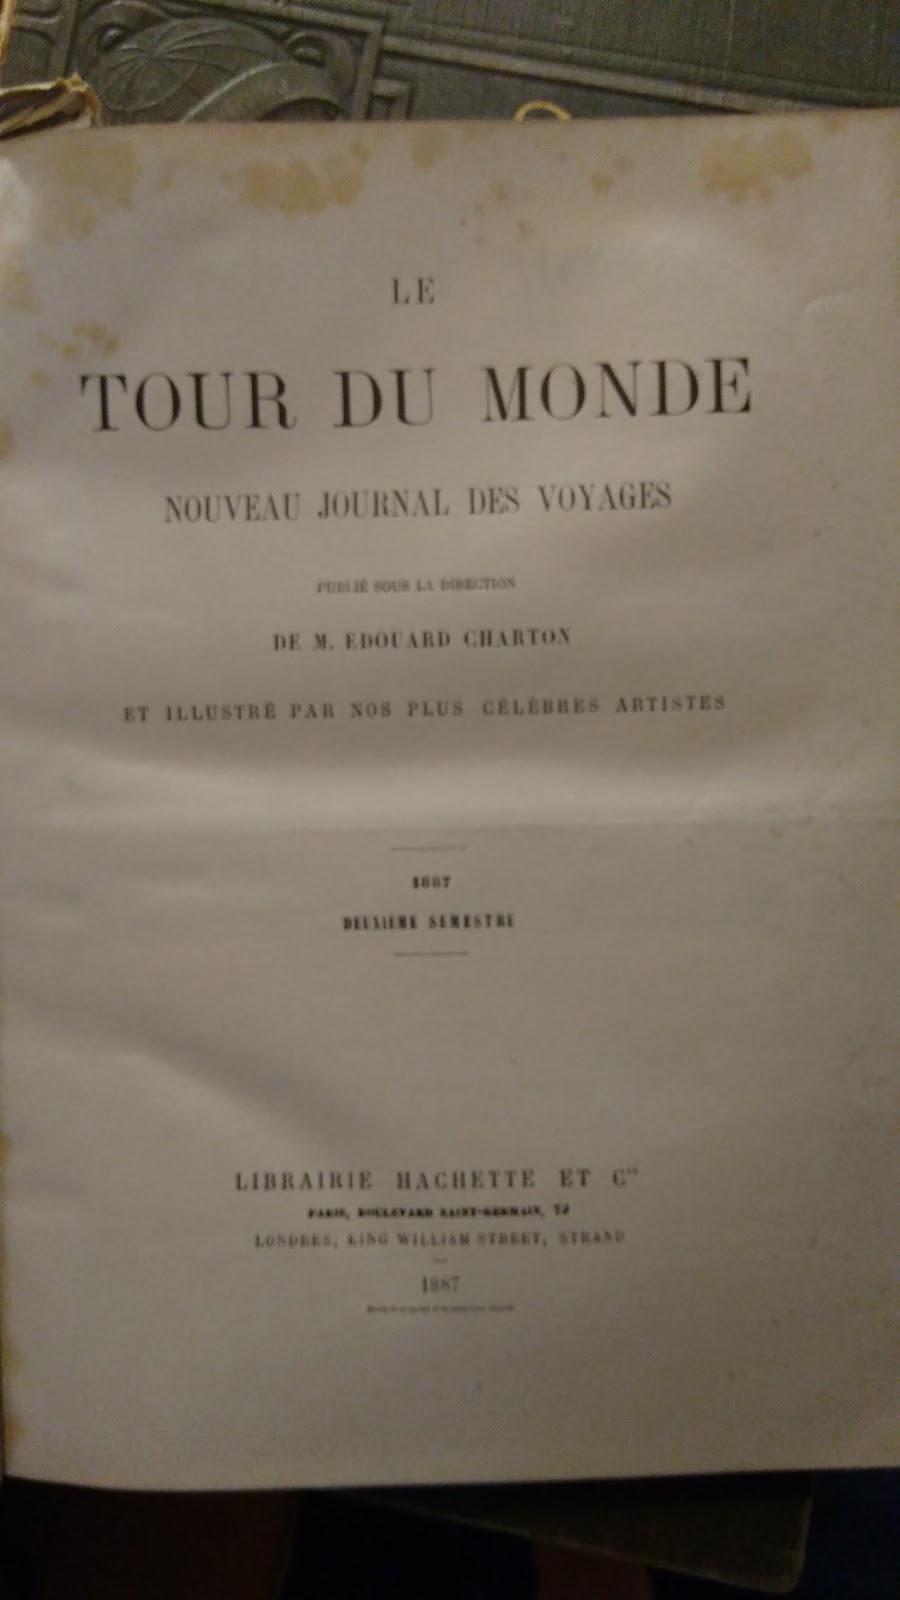 LE
TOUR DU MONDE
NOUVEAU JOURNAL DES VOYAGES
PUBLIÉ SOUS LA DIRECTION
DE M. EDOUARD CHARTON
ET ILLUSTRÉ PAR NOS PLUS CÉLÈBRES ARTISTES
1887
DEUXIÈME SEMESTRE
LIBRAIRIE HACHETTE ET Cie
PARIS, BOULEVARD SAINT-GERMAIN, 79
LONDRES, KING WILLIAM STREET, STRAND
1887